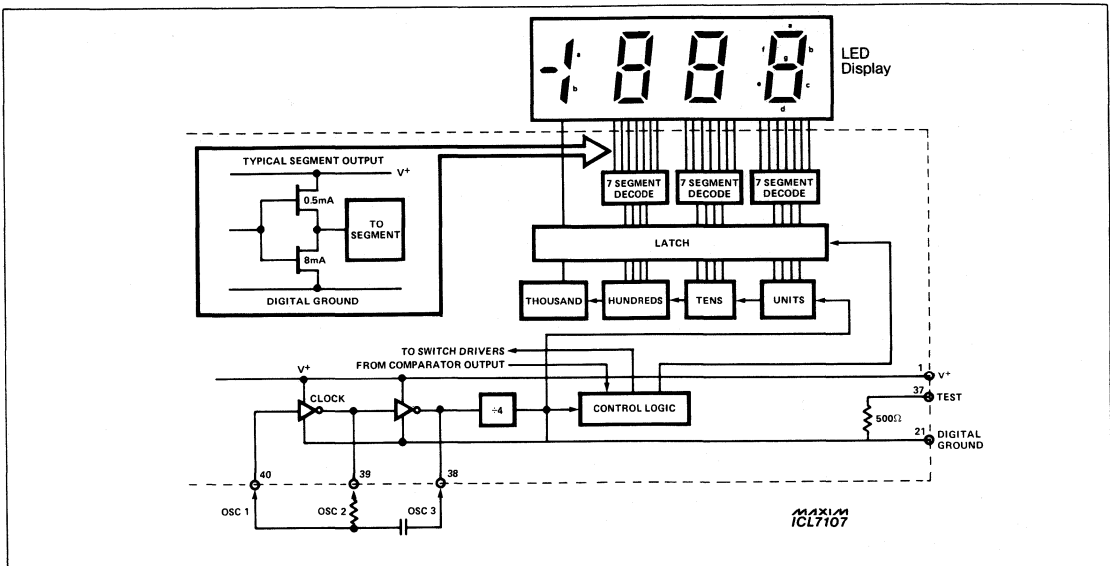 a
b
a
f
b
g
e
c
d
LED
Display
TYPICAL SEGMENT OUTPUT
V+
0.5mA
TO
SEGMENT
8mA
DIGITAL GROUND
7 SEGMENT
DECODE
7 SEGMENT
DECODE
7 SEGMENT
DECODE
LATCH
THOUSAND
HUNDREDS
TENS
UNITS
TO SWITCH DRIVERS
FROM COMPARATOR OUTPUT
V+
CLOCK
÷4
CONTROL LOGIC
1
V+
37
TEST
500Ω
21
DIGITAL
GROUND
40
39
38
OSC 1
OSC 2
OSC 3
MAXIM
ICL7107